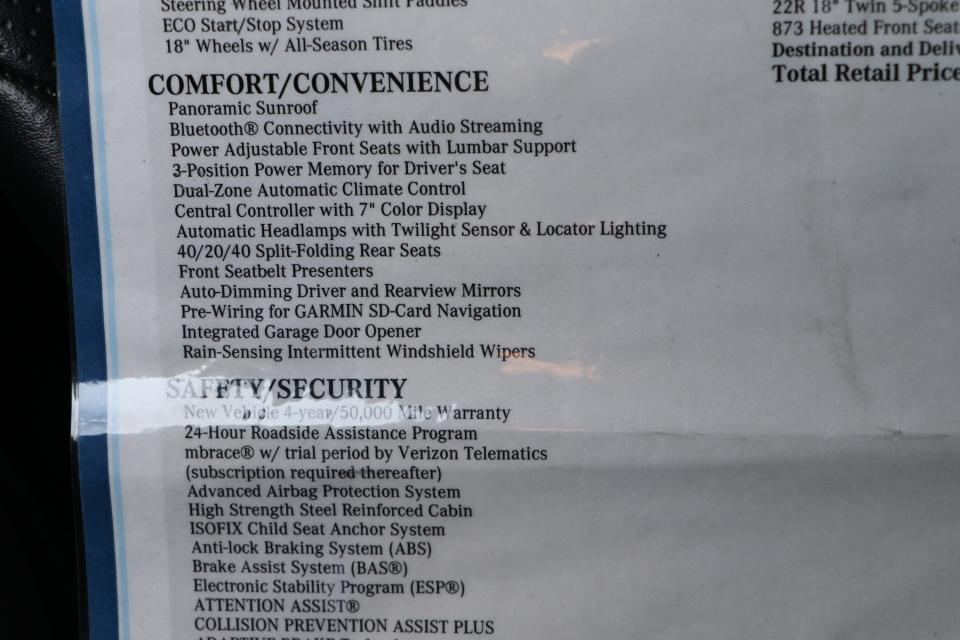 Steering Wheel Mounted Shift Paddles
ECO Start/Stop System
18" Wheels w/ All-Season Tires
COMFORT/CONVENIENCE
Panoramic Sunroof
Bluetooth® Connectivity with Audio Streaming
Power Adjustable Front Seats with Lumbar Support
3-Position Power Memory for Driver's Seat
Dual-Zone Automatic Climate Control
Central Controller with 7" Color Display
Automatic Headlamps with Twilight Sensor & Locator Lighting
40/20/40 Split-Folding Rear Seats
Front Seatbelt Presenters
Auto-Dimming Driver and Rearview Mirrors
Pre-Wiring for GARMIN SD-Card Navigation
Integrated Garage Door Opener
Rain-Sensing Intermittent Windshield Wipers
SAFETY/SECURITY
New Vehicle 4-year/50,000 Mile Warranty
24-Hour Roadside Assistance Program
mbrace® w/ trial period by Verizon Telematics
(subscription required thereafter)
Advanced Airbag Protection System
High Strength Steel Reinforced Cabin
ISOFIX Child Seat Anchor System
Anti-lock Braking System (ABS)
Brake Assist System (BAS®)
Electronic Stability Program (ESP®)
ATTENTION ASSIST®
COLLISION PREVENTION ASSIST PLUS
ADAPTIVE BRAKE
22R 18" Twin 5-Spoke
873 Heated Front Seat
Destination and Deliv
Total Retail Price